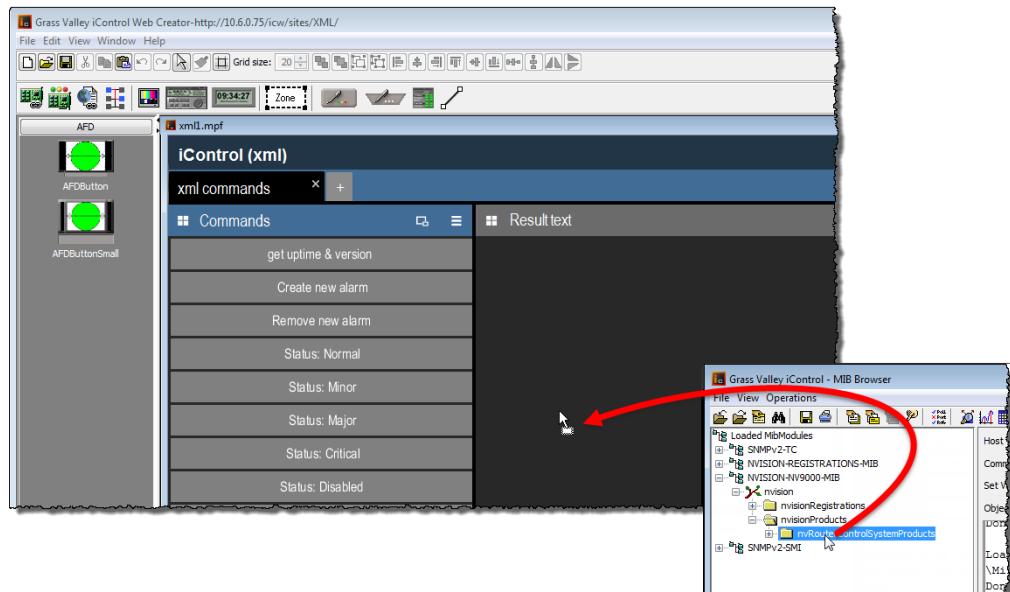 Grass Valley iControl Web Creator-http://10.6.0.75/icw/sites/XML/
File Edit View Window Help
Grid size: 20
09:34:27 Zone
AFD
xml1.mpf
AFDButton
AFDButtonSmall
iControl (xml)
xml commands × +
Commands
Result text
get uptime & version
Create new alarm
Remove new alarm
Status: Normal
Status: Minor
Status: Major
Status: Critical
Status: Disabled
Grass Valley iControl - MIB Browser
File View Operations
Loaded MibModules
SNMPv2-TC
NVISION-REGISTRATIONS-MIB
NVISION-NV9000-MIB
nvision
nvisionRegistrations
nvisionProducts
SNMPv2-SMI
Host
Set